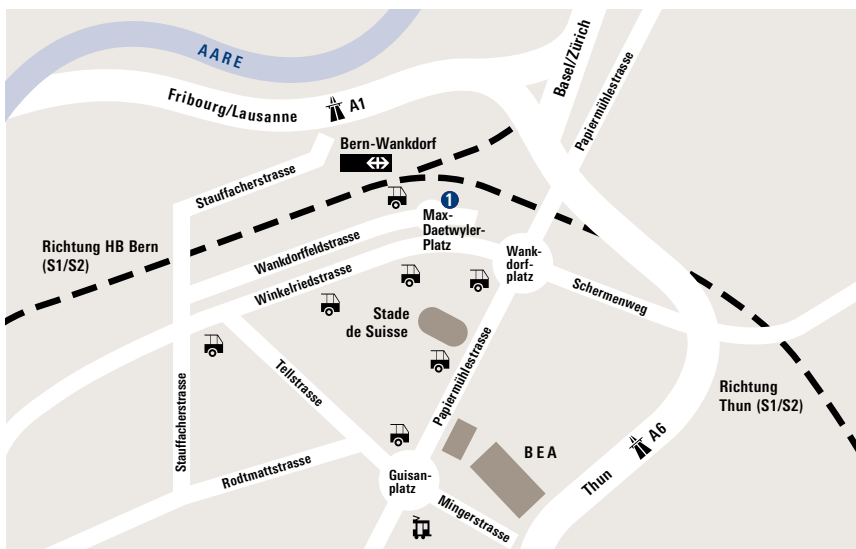 AARE
Fribourg/Lausanne
A1
Basel/Zürich
Papiermühlestrasse
Bern-Wankdorf
Stauffacherstrasse
1
Max-
Daetwyler-
Platz
Richtung HB Bern
(S1/S2)
Wankdorffeldstrasse
Winkelriedstrasse
Wank-
dorf-
platz
Schermenweg
Stade
de Suisse
Papiermühlestrasse
Tellstrasse
Stauffacherstrasse
Richtung
Thun (S1/S2)
A6
Thun
BEA
Rodtmattstrasse
Guisan-
platz
Mingerstrasse